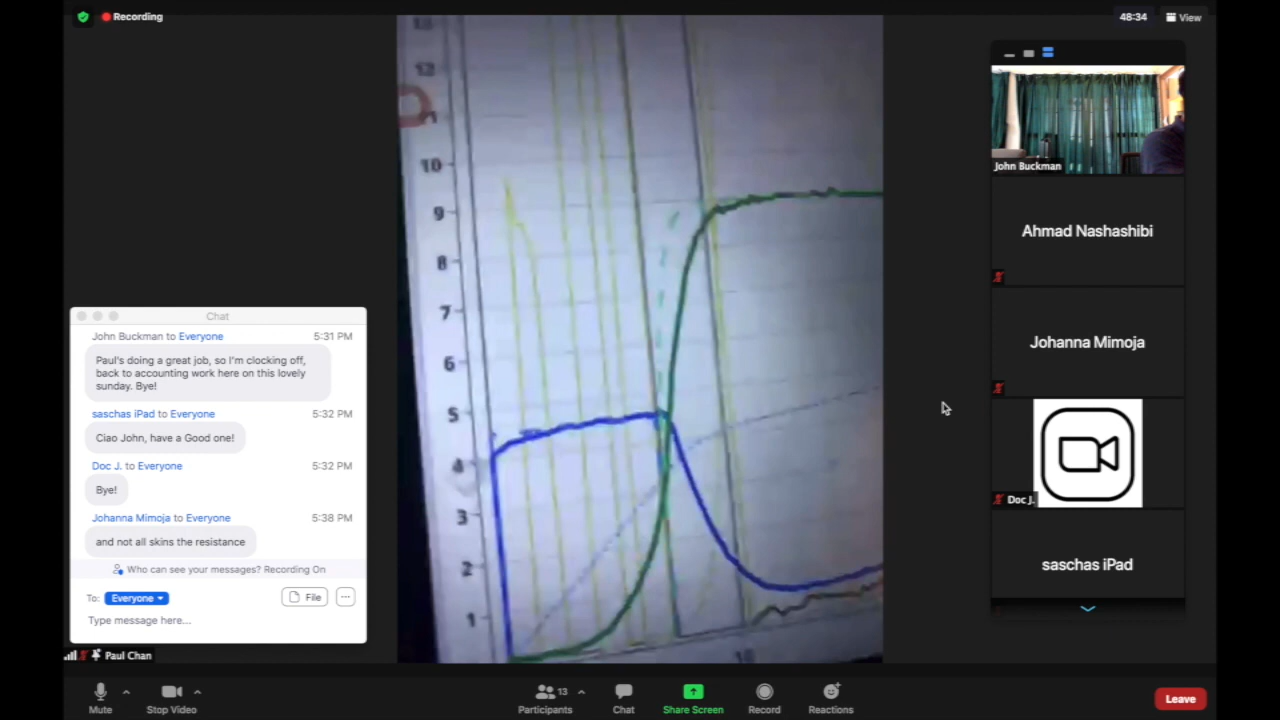 Recording
48:34
View
13
12
11
10
9
8
7
6
5
4
3
2
1
10
John Buckman
Ahmad Nashashibi
Johanna Mimoja
Doc J.
saschas iPad
Chat
John Buckman to Everyone 5:31 PM
Paul's doing a great job, so I'm clocking off,
back to accounting work here on this lovely
sunday. Bye!
saschas iPad to Everyone 5:32 PM
Ciao John, have a Good one!
Doc J. to Everyone 5:32 PM
Bye!
Johanna Mimoja to Everyone 5:38 PM
and not all skins the resistance
Who can see your messages? Recording On
To: Everyone
File
Type message here...
Paul Chan
Mute
Stop Video
13
Participants
Chat
Share Screen
Record
Reactions
Leave